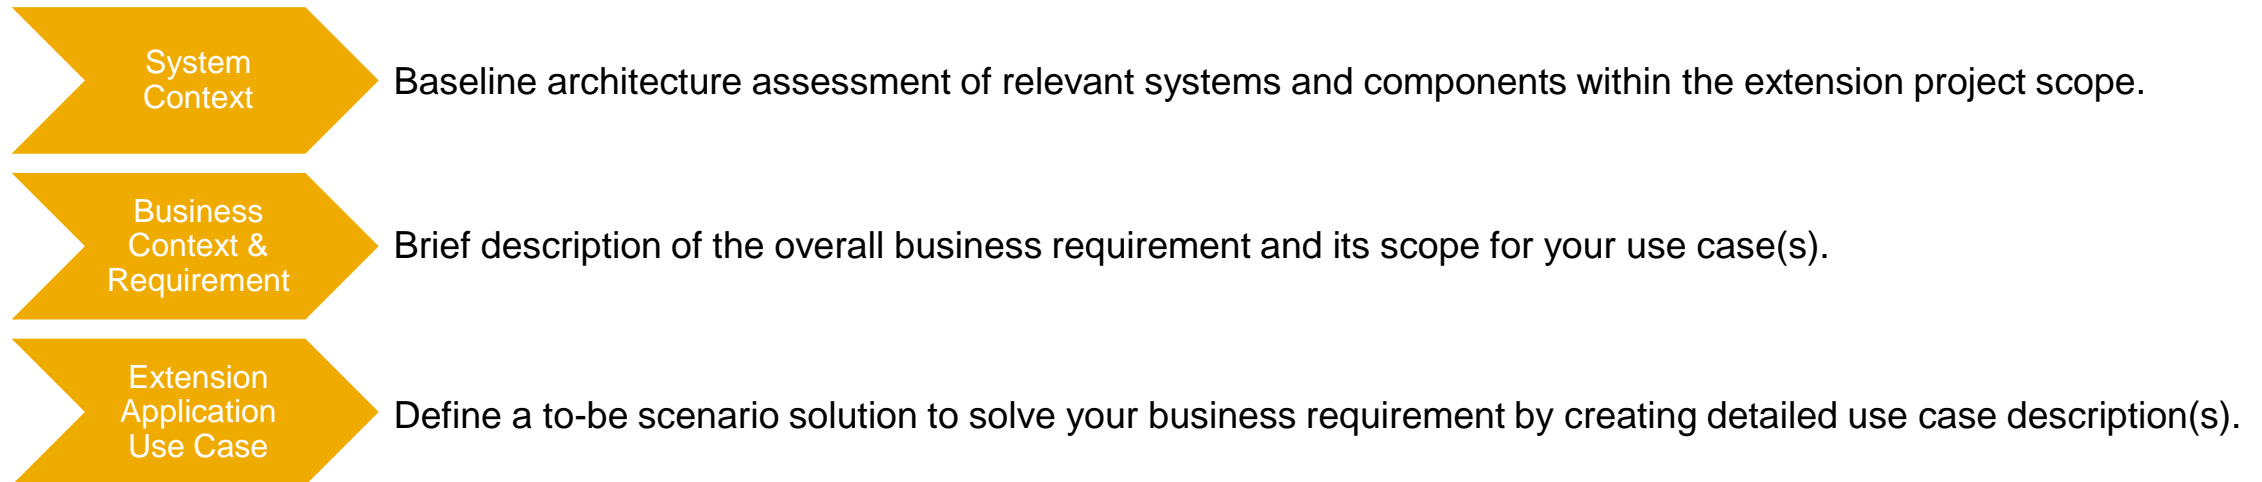 System
Context
Baseline architecture assessment of relevant systems and components within the extension project scope.
Business
Context &
Requirement
Brief description of the overall business requirement and its scope for your use case(s).
Extension
Application
Use Case
Define a to-be scenario solution to solve your business requirement by creating detailed use case description(s).